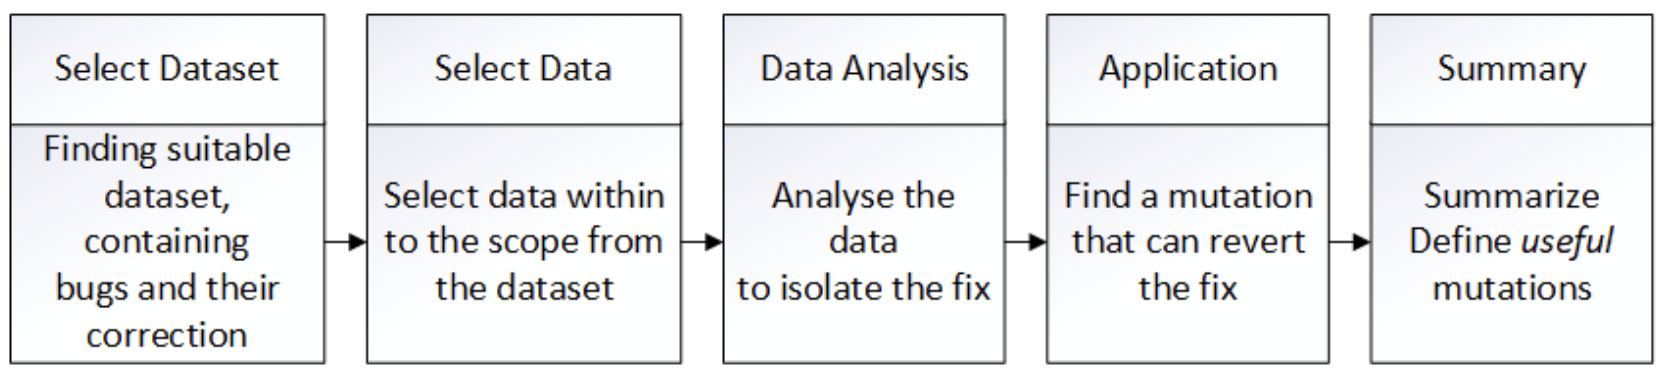 Select Dataset
Finding suitable
dataset,
containing
bugs and their
correction
Select Data
Select data within
to the scope from
the dataset
Data Analysis
Analyse the
data
to isolate the fix
Application
Find a mutation
that can revert
the fix
Summary
Summarize
Define useful
mutations